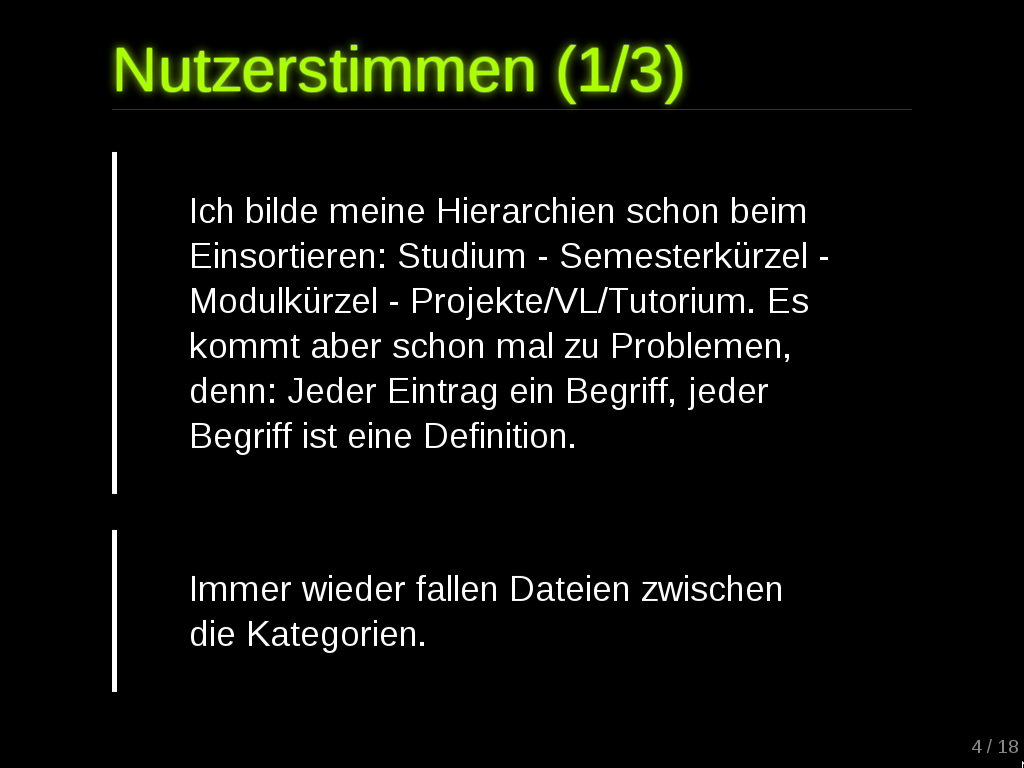 Nutzerstimmen (1/3)
Ich bilde meine Hierarchien schon beim
Einsortieren: Studium - Semesterkürzel -
Modulkürzel - Projekte/VL/Tutorium. Es
kommt aber schon mal zu Problemen,
denn: Jeder Eintrag ein Begriff, jeder
Begriff ist eine Definition.
Immer wieder fallen Dateien zwischen
die Kategorien.
4 / 18